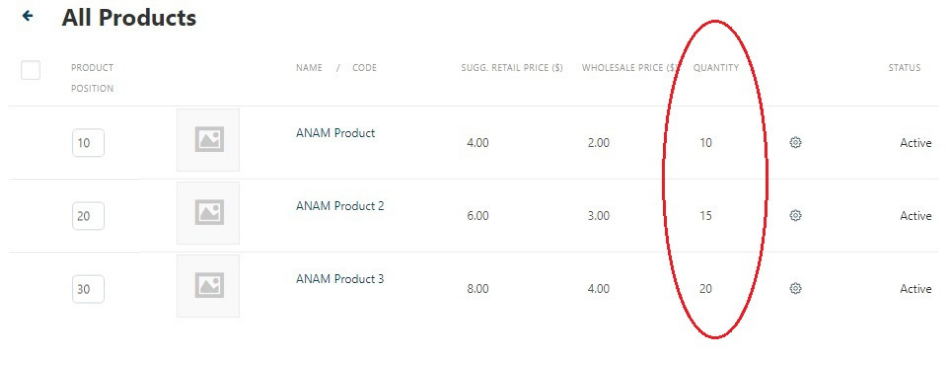 All Products
PRODUCT POSITION NAME / CODE SUGG. RETAIL PRICE ($) WHOLESALE PRICE ($) QUANTITY STATUS
10 ANAM Product 4.00 2.00 10 Active
20 ANAM Product 2 6.00 3.00 15 Active
30 ANAM Product 3 8.00 4.00 20 Active